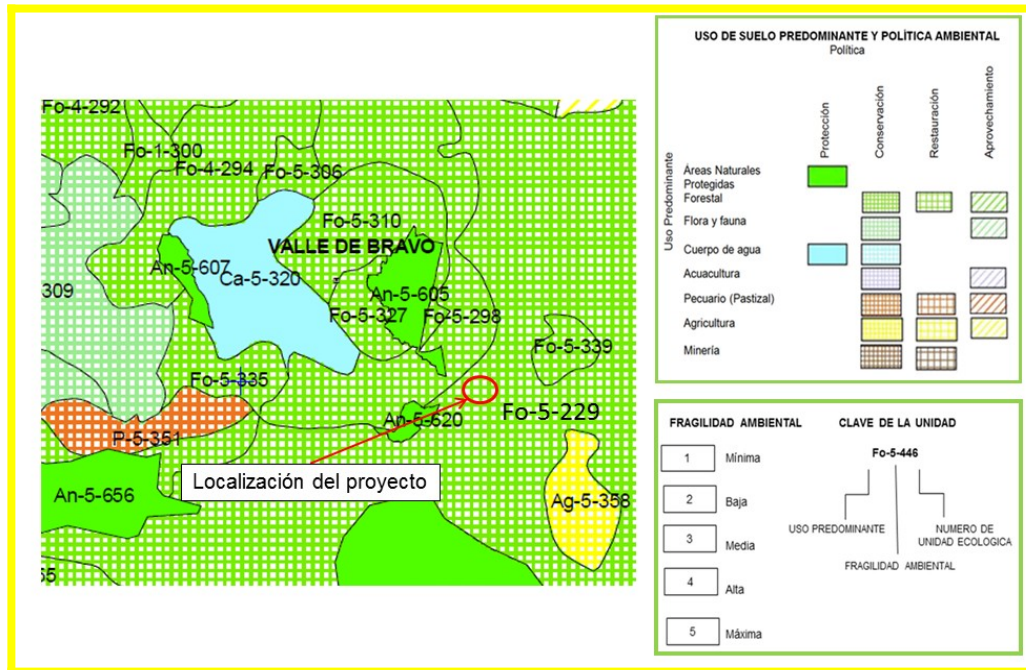 Fo-4-292
Fo-1-300
Fo-4-294
Fo-5-306
Fo-5-310
VALLE DE BRAVO
An-5-607
Ca-5-320
An-5-605
309
Fo-5-327
Fo-5-298
Fo-5-339
Fo-5-335
An-5-620
Fo-5-229
P-5-351
Localización del proyecto
An-5-656
Ag-5-358
55
USO DE SUELO PREDOMINANTE Y POLÍTICA AMBIENTAL
Política
Protección
Conservación
Restauración
Aprovechamiento
Uso Predominante
Áreas Naturales
Protegidas
Forestal
Flora y fauna
Cuerpo de agua
Acuacultura
Pecuario (Pastizal)
Agricultura
Minería
FRAGILIDAD AMBIENTAL
1 Mínima
2 Baja
3 Media
4 Alta
5 Máxima
CLAVE DE LA UNIDAD
Fo-5-446
USO PREDOMINANTE
NUMERO DE
UNIDAD ECOLOGICA
FRAGILIDAD AMBIENTAL